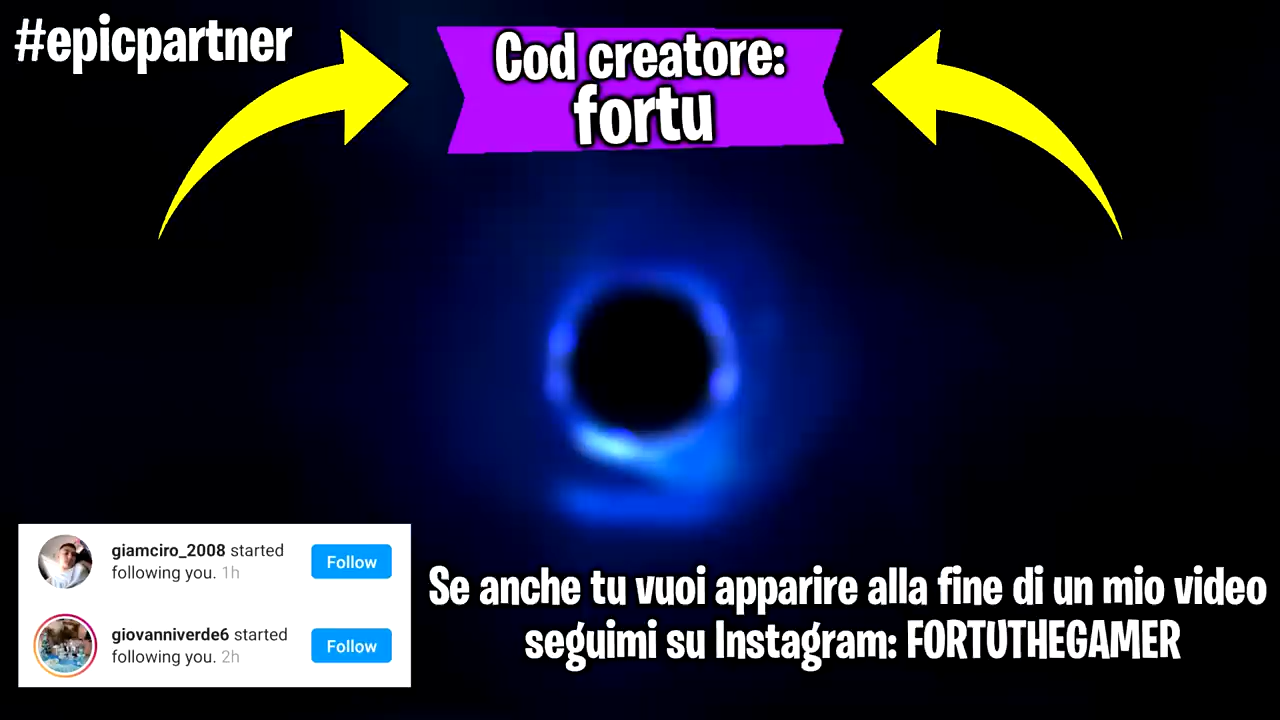 #epicpartner
Cod creatore:
fortu
giamciro_2008 started
following you. 1h
Follow
giovanniverde6 started
following you. 2h
Follow
Se anche tu vuoi apparire alla fine di un mio video
seguimi su Instagram: FORTUTHEGAMER